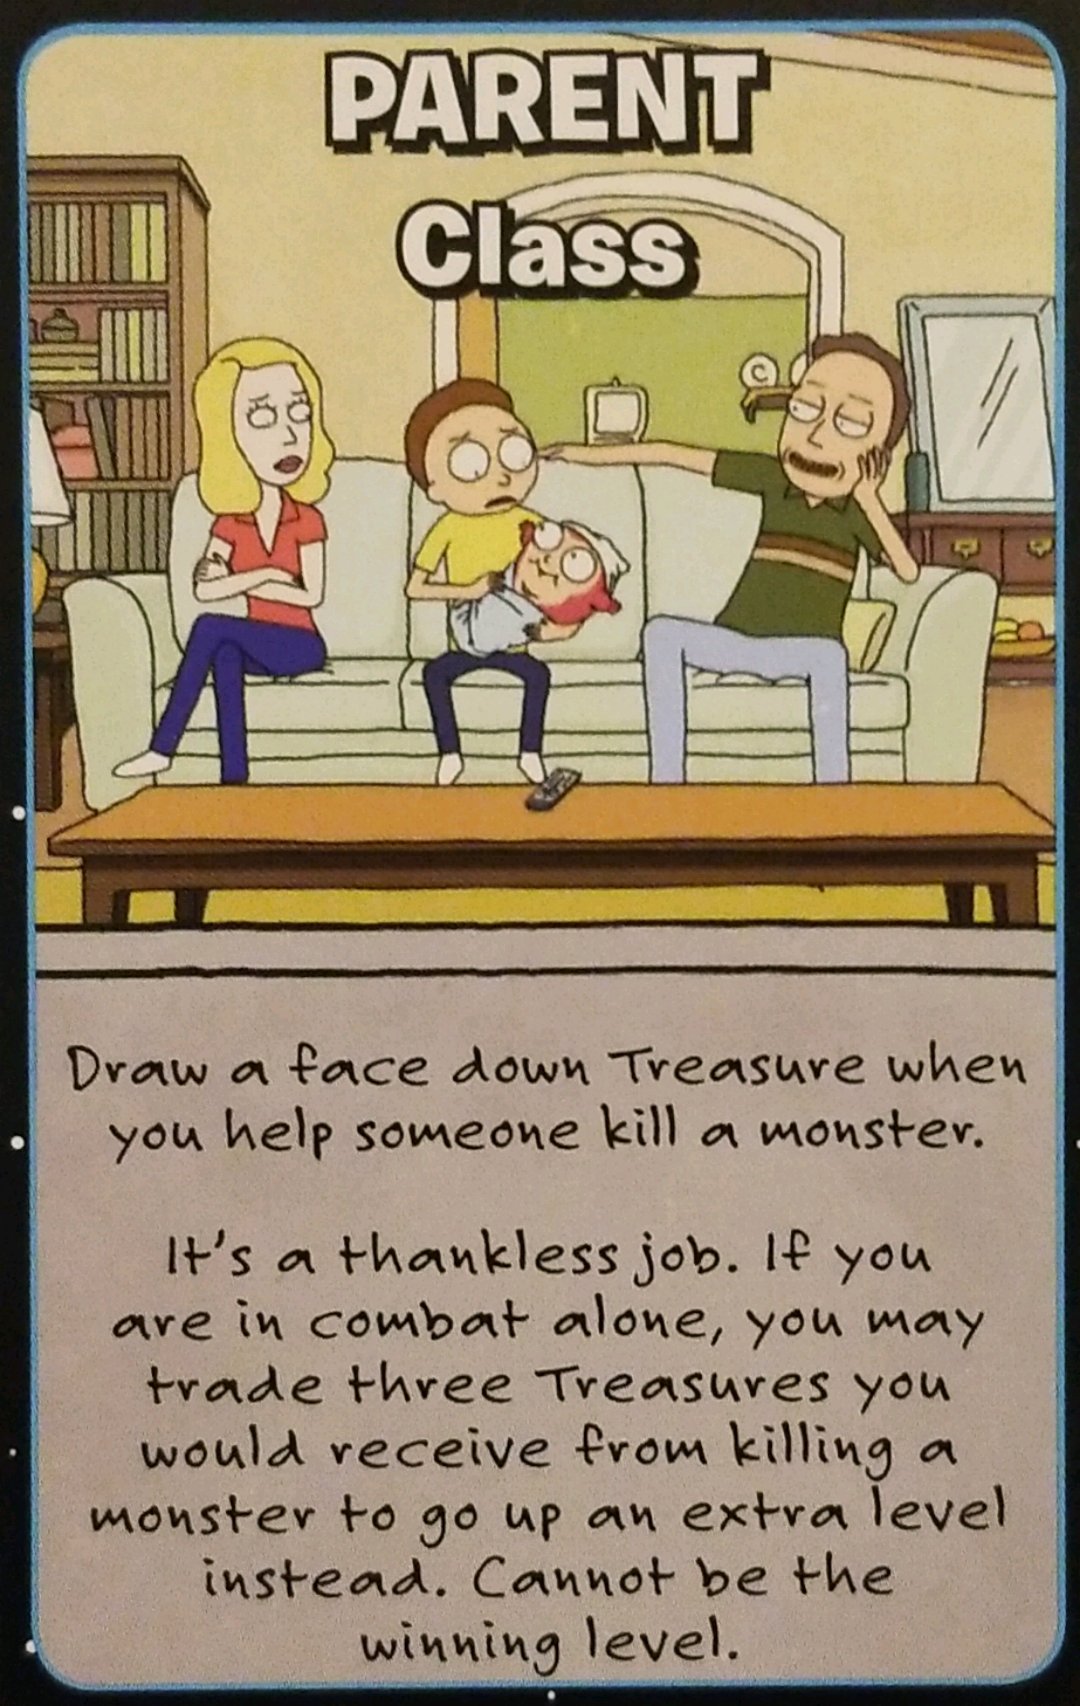 PARENT
Class
C
Draw a face down Treasure when
you help someone kill a monster.
It's a thankless job. If you
are in combat alone, you may
trade three Treasures you
would receive from killing a
monster to go up an extra level
instead. Cannot be the
winning level.